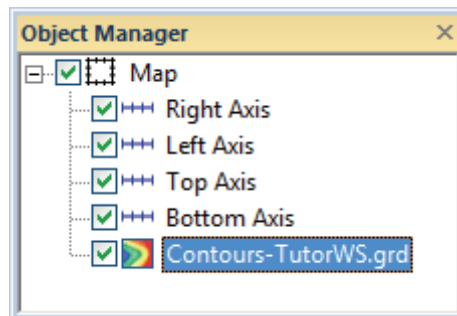 Object Manager
Map
Right Axis
Left Axis
Top Axis
Bottom Axis
Contours-TutorWS.grd